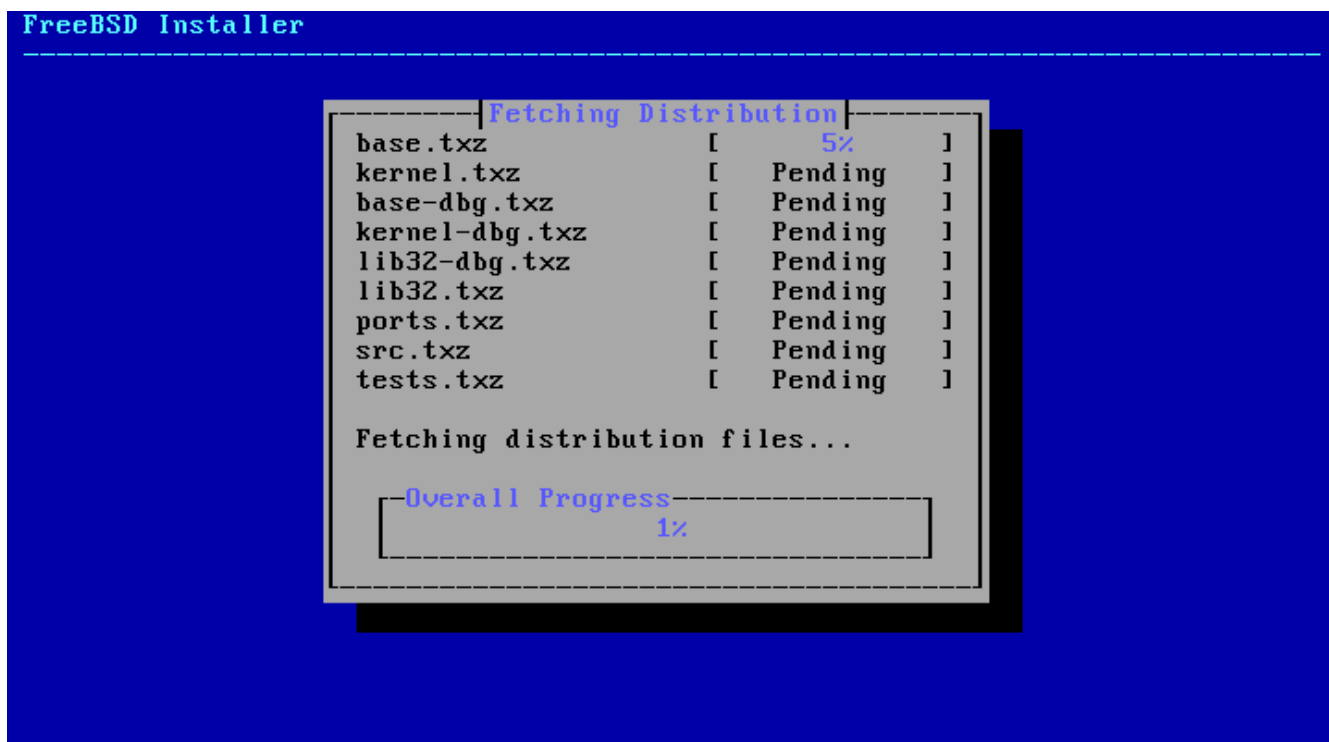 FreeBSD Installer
Fetching Distribution
base.txz [ 5% ]
kernel.txz [ Pending ]
base-dbg.txz [ Pending ]
kernel-dbg.txz [ Pending ]
lib32-dbg.txz [ Pending ]
lib32.txz [ Pending ]
ports.txz [ Pending ]
src.txz [ Pending ]
tests.txz [ Pending ]
Fetching distribution files...
Overall Progress
1%